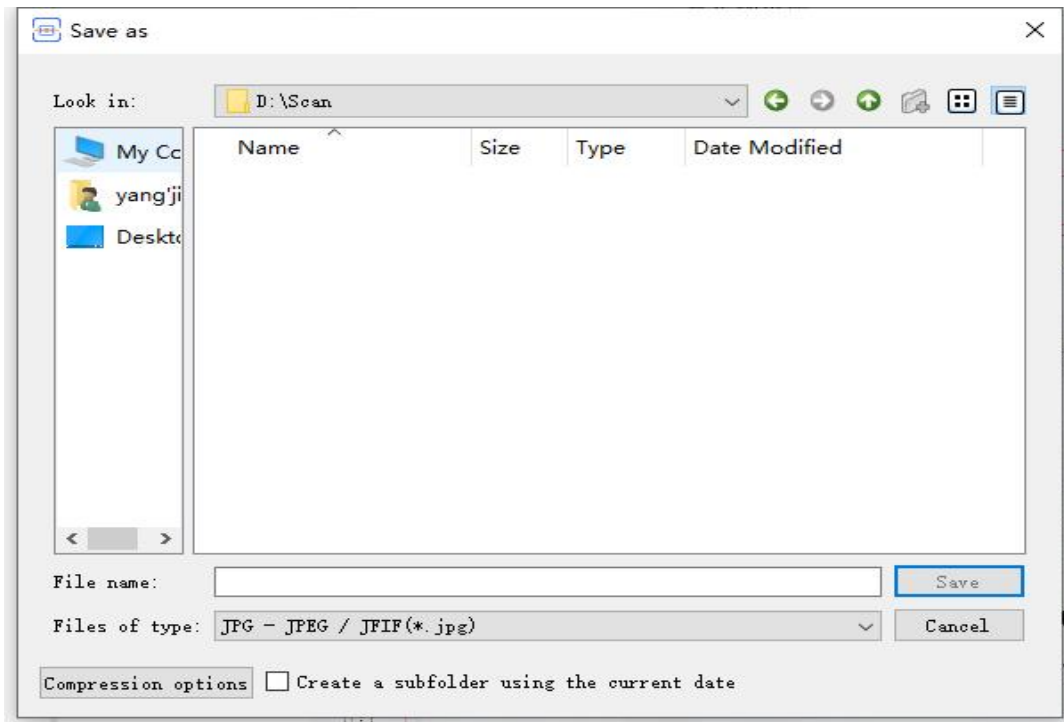 Save as
Look in:
D:\Scan
My Cc
yang'ji
Deskt
Name Size Type Date Modified
File name:
Save
Files of type: JPG - JPEG / JFIF(*.jpg)
Cancel
Compression options Create a subfolder using the current date